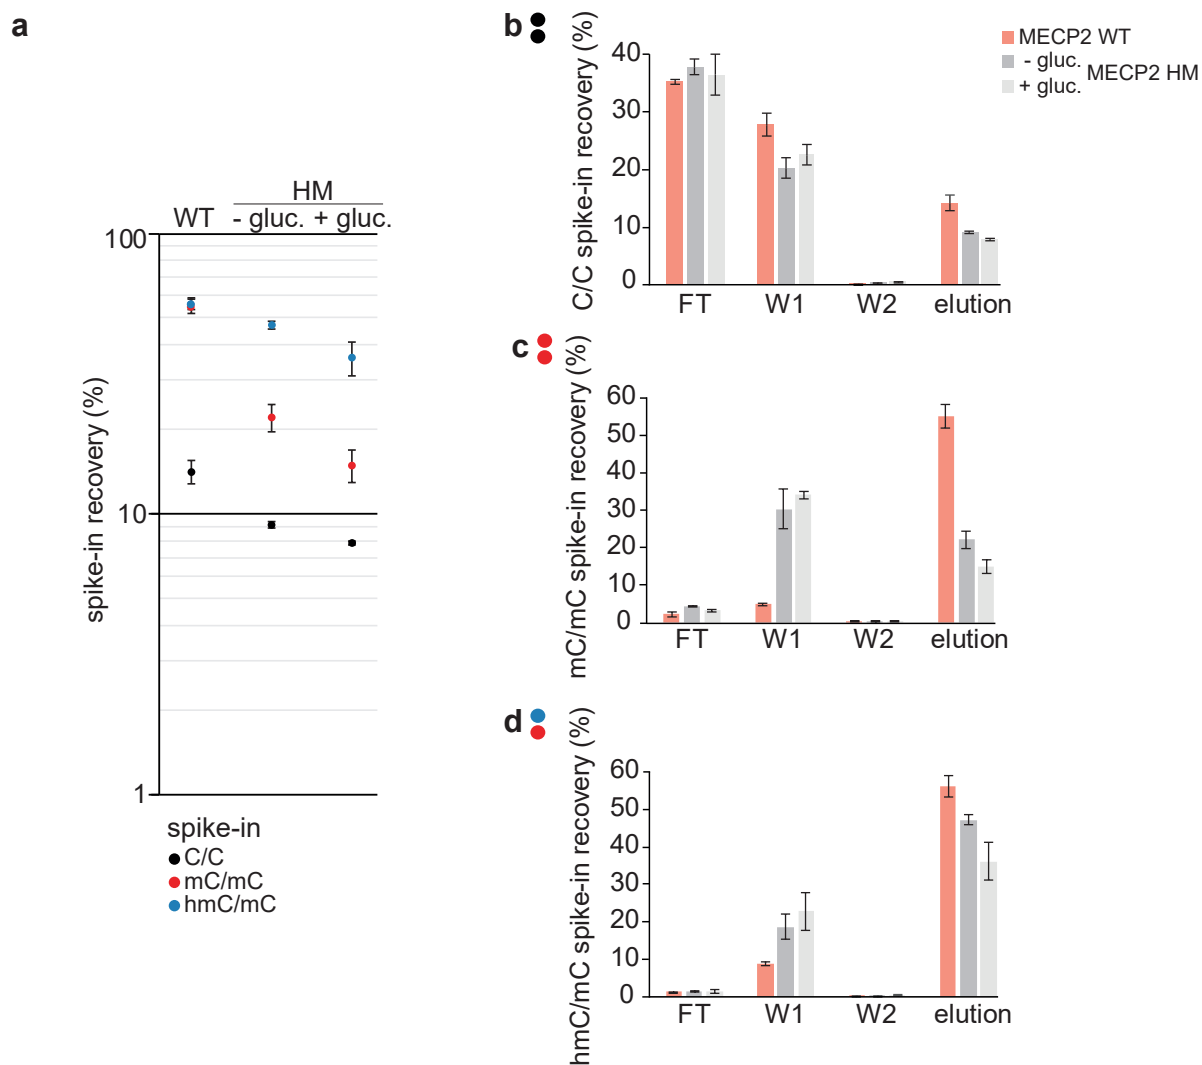 a
HM
WT
- gluc.
+ gluc.
100
10
1
spike-in recovery (%)
spike-in
C/C
mC/mC
hmC/mC
b
C/C spike-in recovery (%)
40
30
20
10
0
FT
W1
W2
elution
MECP2 WT
- gluc.
+ gluc.
MECP2 HM
c
mC/mC spike-in recovery (%)
60
50
40
30
20
10
0
FT
W1
W2
elution
d
hmC/mC spike-in recovery (%)
60
50
40
30
20
10
0
FT
W1
W2
elution